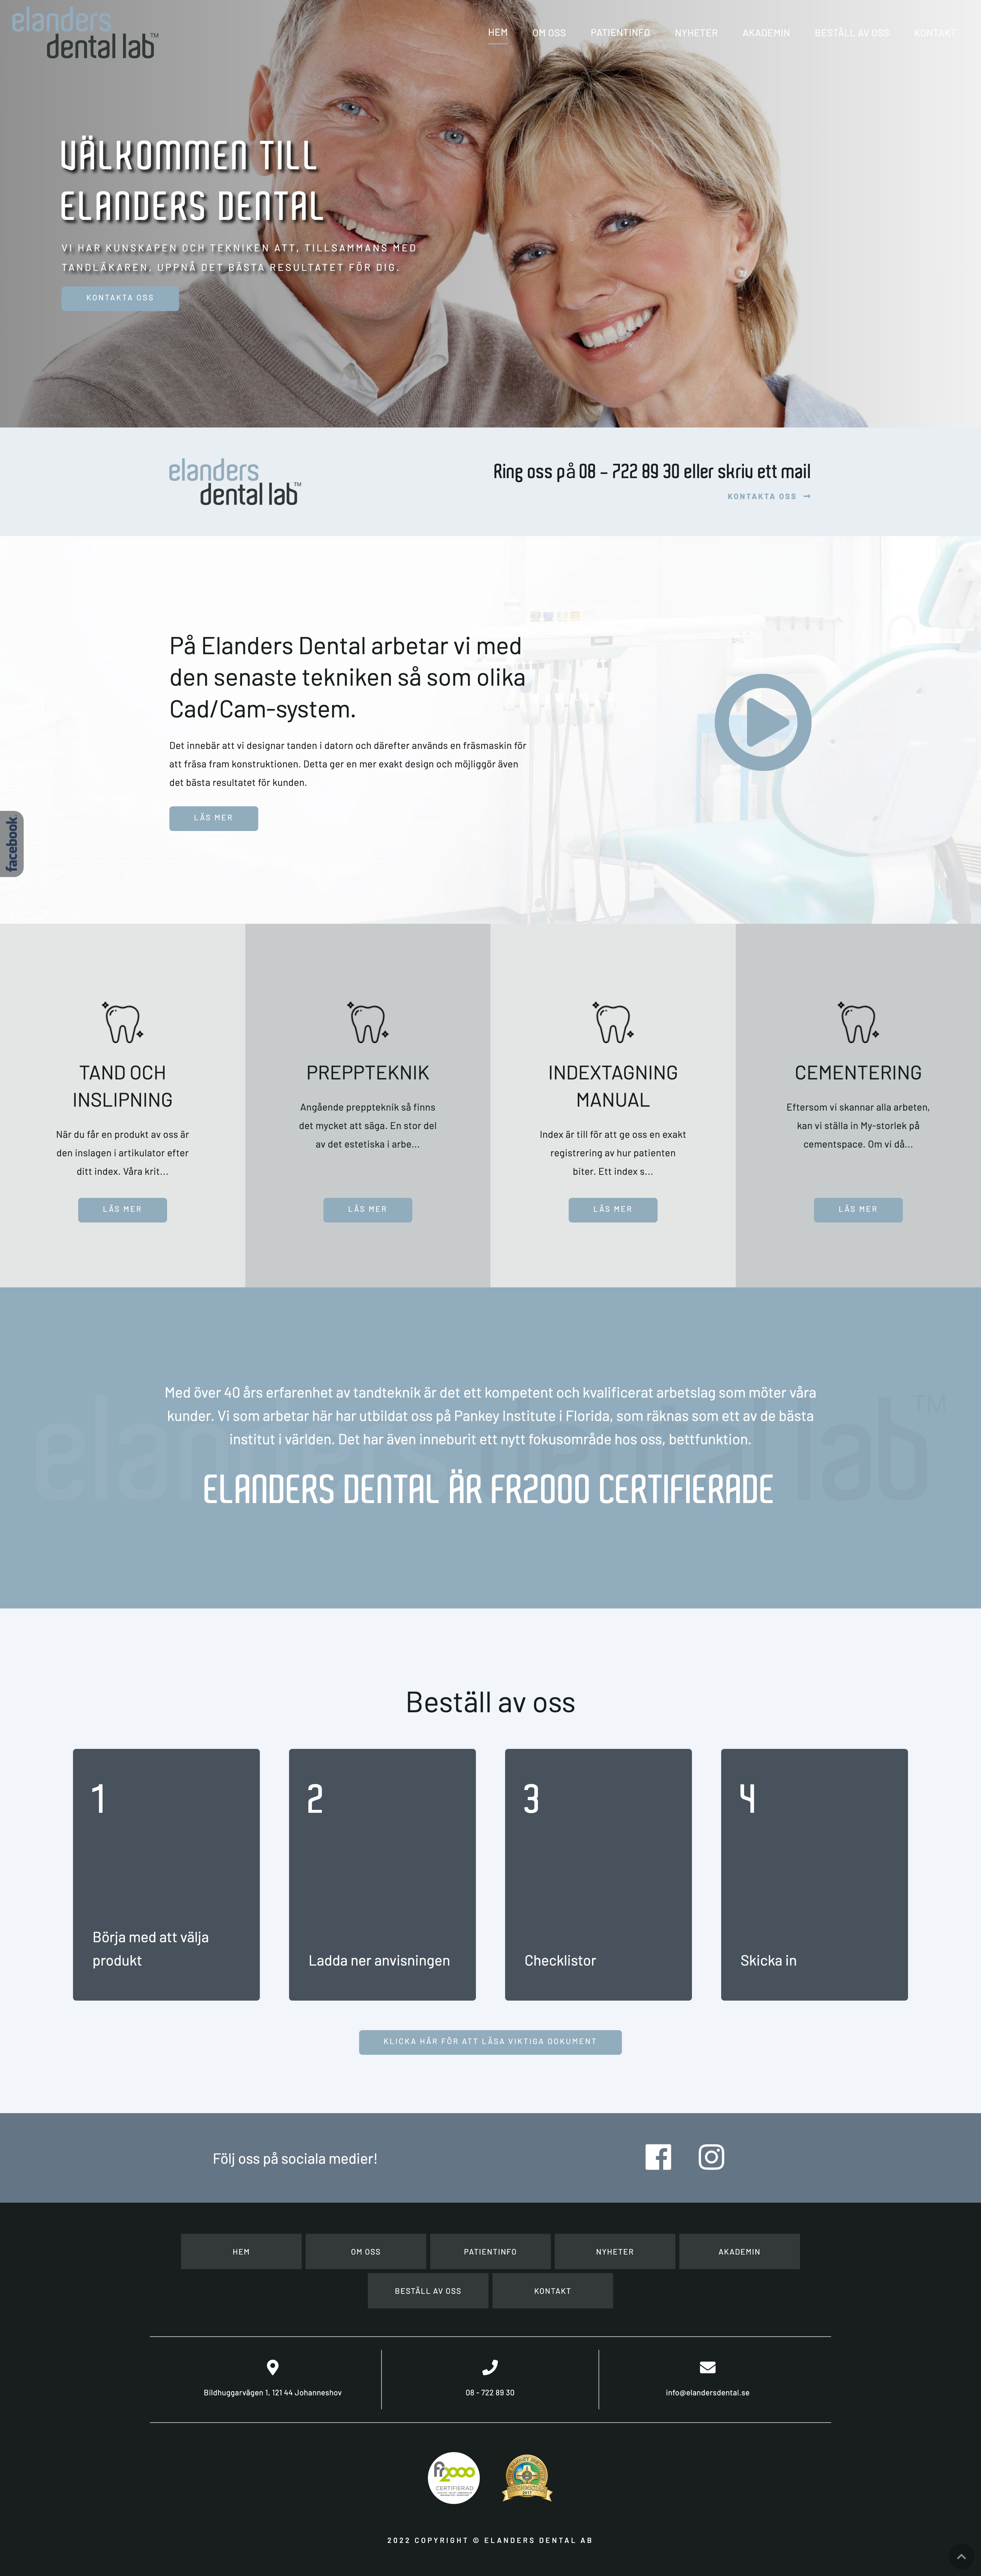 elanders
dental lab™
HEM
OM OSS
PATIENTINFO
NYHETER
AKADEMIN
BESTÄLL AV OSS
KONTAKT
VÄLKOMMEN TILL
ELANDERS DENTAL
VI HAR KUNSKAPEN OCH TEKNIKEN ATT, TILLSAMMANS MED
TANDLÄKAREN, UPPNÅ DET BÄSTA RESULTATET FÖR DIG.
KONTAKTA OSS
elanders
dental lab™
Ring oss på 08 - 722 89 30 eller skriv ett mail
KONTAKTA OSS
På Elanders Dental arbetar vi med
den senaste tekniken så som olika
Cad/Cam-system.
Det innebär att vi designar tanden i datorn och därefter används en fräsmaskin för
att fräsa fram konstruktionen. Detta ger en mer exakt design och möjliggör även
det bästa resultatet för kunden.
LÄS MER
facebook
TAND OCH
INSLIPNING
När du får en produkt av oss är
den inslagen i artikulator efter
ditt index. Våra krit...
LÄS MER
PREPPTEKNIK
Angående preppteknik så finns
det mycket att säga. En stor del
av det estetiska i arbe...
LÄS MER
INDEXTAGNING
MANUAL
Index är till för att ge oss en exakt
registrering av hur patienten
biter. Ett index s...
LÄS MER
CEMENTERING
Eftersom vi skannar alla arbeten,
kan vi ställa in My-storlek på
cementspace. Om vi då...
LÄS MER
elanders dental lab™
Med över 40 års erfarenhet av tandteknik är det ett kompetent och kvalificerat arbetslag som möter våra
kunder. Vi som arbetar här har utbildat oss på Pankey Institute i Florida, som räknas som ett av de bästa
institut i världen. Det har även inneburit ett nytt fokusområde hos oss, bettfunktion.
ELANDERS DENTAL ÄR FR2000 CERTIFIERADE
Beställ av oss
1
Börja med att välja
produkt
2
Ladda ner anvisningen
3
Checklistor
4
Skicka in
KLICKA HÄR FÖR ATT LÄSA VIKTIGA DOKUMENT
Följ oss på sociala medier!
HEM
OM OSS
PATIENTINFO
NYHETER
AKADEMIN
BESTÄLL AV OSS
KONTAKT
Bildhuggarvägen 1, 121 44 Johanneshov
08 - 722 89 30
info@elandersdental.se
fr2000
CERTIFIERAD
2022 COPYRIGHT © ELANDERS DENTAL AB